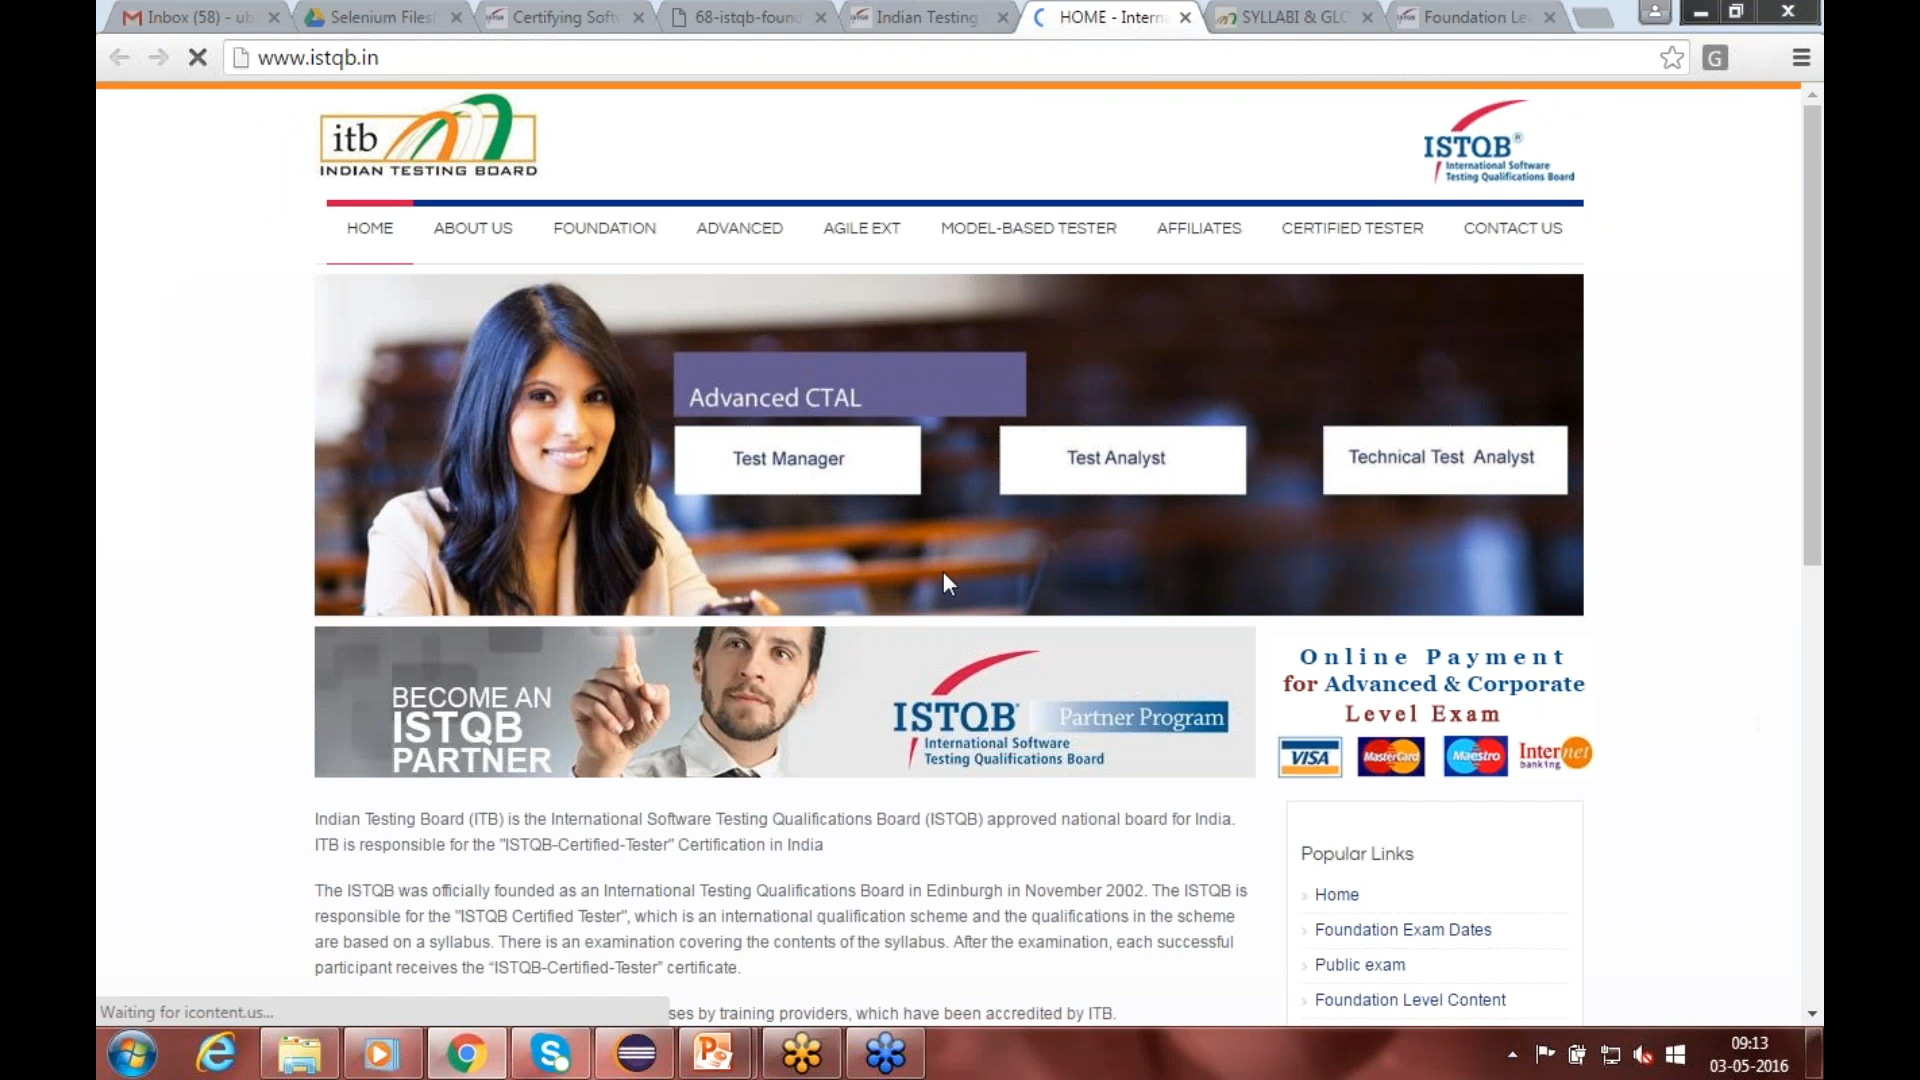 Inbox (58) - ub
Selenium Files
Certifying Soft
68-istqb-foun
Indian Testing
HOME - Intern
SYLLABI & GLO
Foundation Le
www.istqb.in
G
itb
INDIAN TESTING BOARD
ISTQB®
International Software
Testing Qualifications Board
HOME
ABOUT US
FOUNDATION
ADVANCED
AGILE EXT
MODEL-BASED TESTER
AFFILIATES
CERTIFIED TESTER
CONTACT US
Advanced CTAL
Test Manager
Test Analyst
Technical Test Analyst
BECOME AN
ISTQB
PARTNER
ISTQB
Partner Program
International Software
Testing Qualifications Board
Online Payment
for Advanced & Corporate
Level Exam
VISA
MasterCard
Maestro
Internet
banking
Indian Testing Board (ITB) is the International Software Testing Qualifications Board (ISTQB) approved national board for India.
ITB is responsible for the "ISTQB-Certified-Tester" Certification in India
The ISTQB was officially founded as an International Testing Qualifications Board in Edinburgh in November 2002. The ISTQB is
responsible for the "ISTQB Certified Tester", which is an international qualification scheme and the qualifications in the scheme
are based on a syllabus. There is an examination covering the contents of the syllabus. After the examination, each successful
participant receives the “ISTQB-Certified-Tester” certificate.
ses by training providers, which have been accredited by ITB.
Popular Links
Home
Foundation Exam Dates
Public exam
Foundation Level Content
Waiting for icontent.us...
09:13
03-05-2016